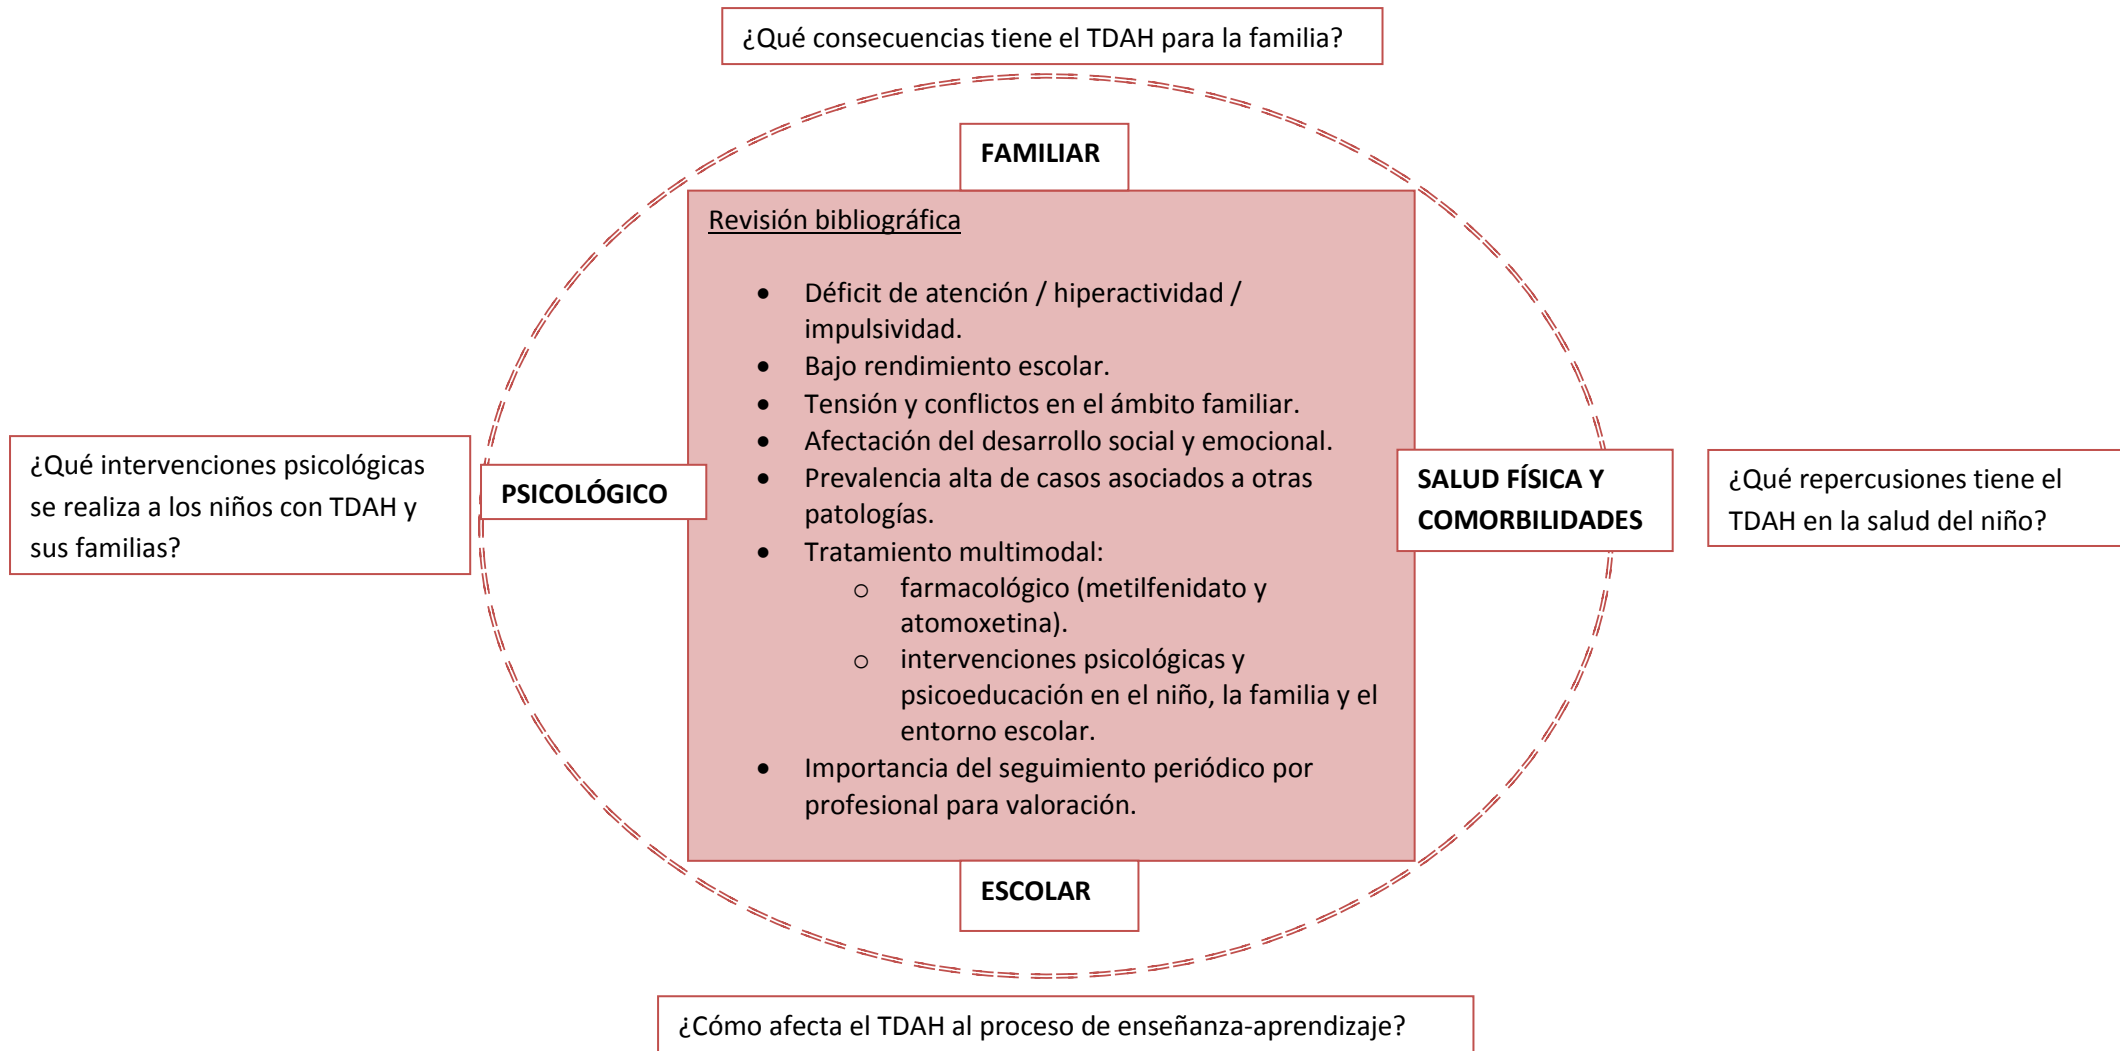 ¿Qué consecuencias tiene el TDAH para la familia?
FAMILIAR
Revisión bibliográfica
• Déficit de atención / hiperactividad /
impulsividad.
• Bajo rendimiento escolar.
• Tensión y conflictos en el ámbito familiar.
• Afectación del desarrollo social y emocional.
• Prevalencia alta de casos asociados a otras
patologías.
• Tratamiento multimodal:
o farmacológico (metilfenidato y
atomoxetina).
o intervenciones psicológicas y
psicoeducación en el niño, la familia y el
entorno escolar.
• Importancia del seguimiento periódico por
profesional para valoración.
¿Qué intervenciones psicológicas
se realiza a los niños con TDAH y
sus familias?
PSICOLÓGICO
SALUD FÍSICA Y
COMORBILIDADES
¿Qué repercusiones tiene el
TDAH en la salud del niño?
ESCOLAR
¿Cómo afecta el TDAH al proceso de enseñanza-aprendizaje?